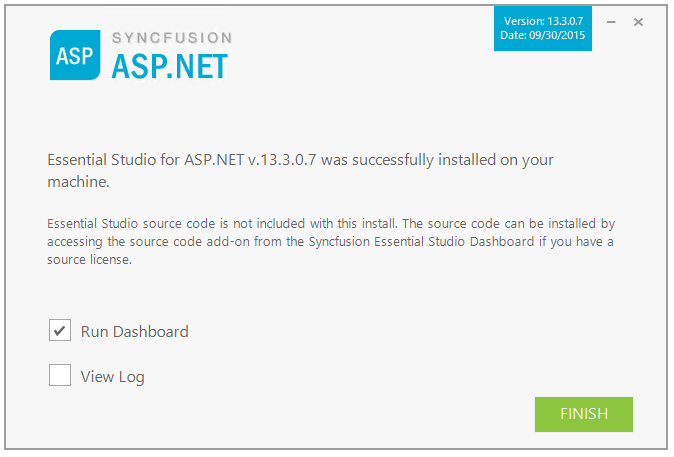 Version: 13.3.0.7
Date: 09/30/2015
ASP
SYNCFUSION
ASP.NET
Essential Studio for ASP.NET v.13.3.0.7 was successfully installed on your
machine.
Essential Studio source code is not included with this install. The source code can be installed by
accessing the source code add-on from the Syncfusion Essential Studio Dashboard if you have a
source license.
Run Dashboard
View Log
FINISH